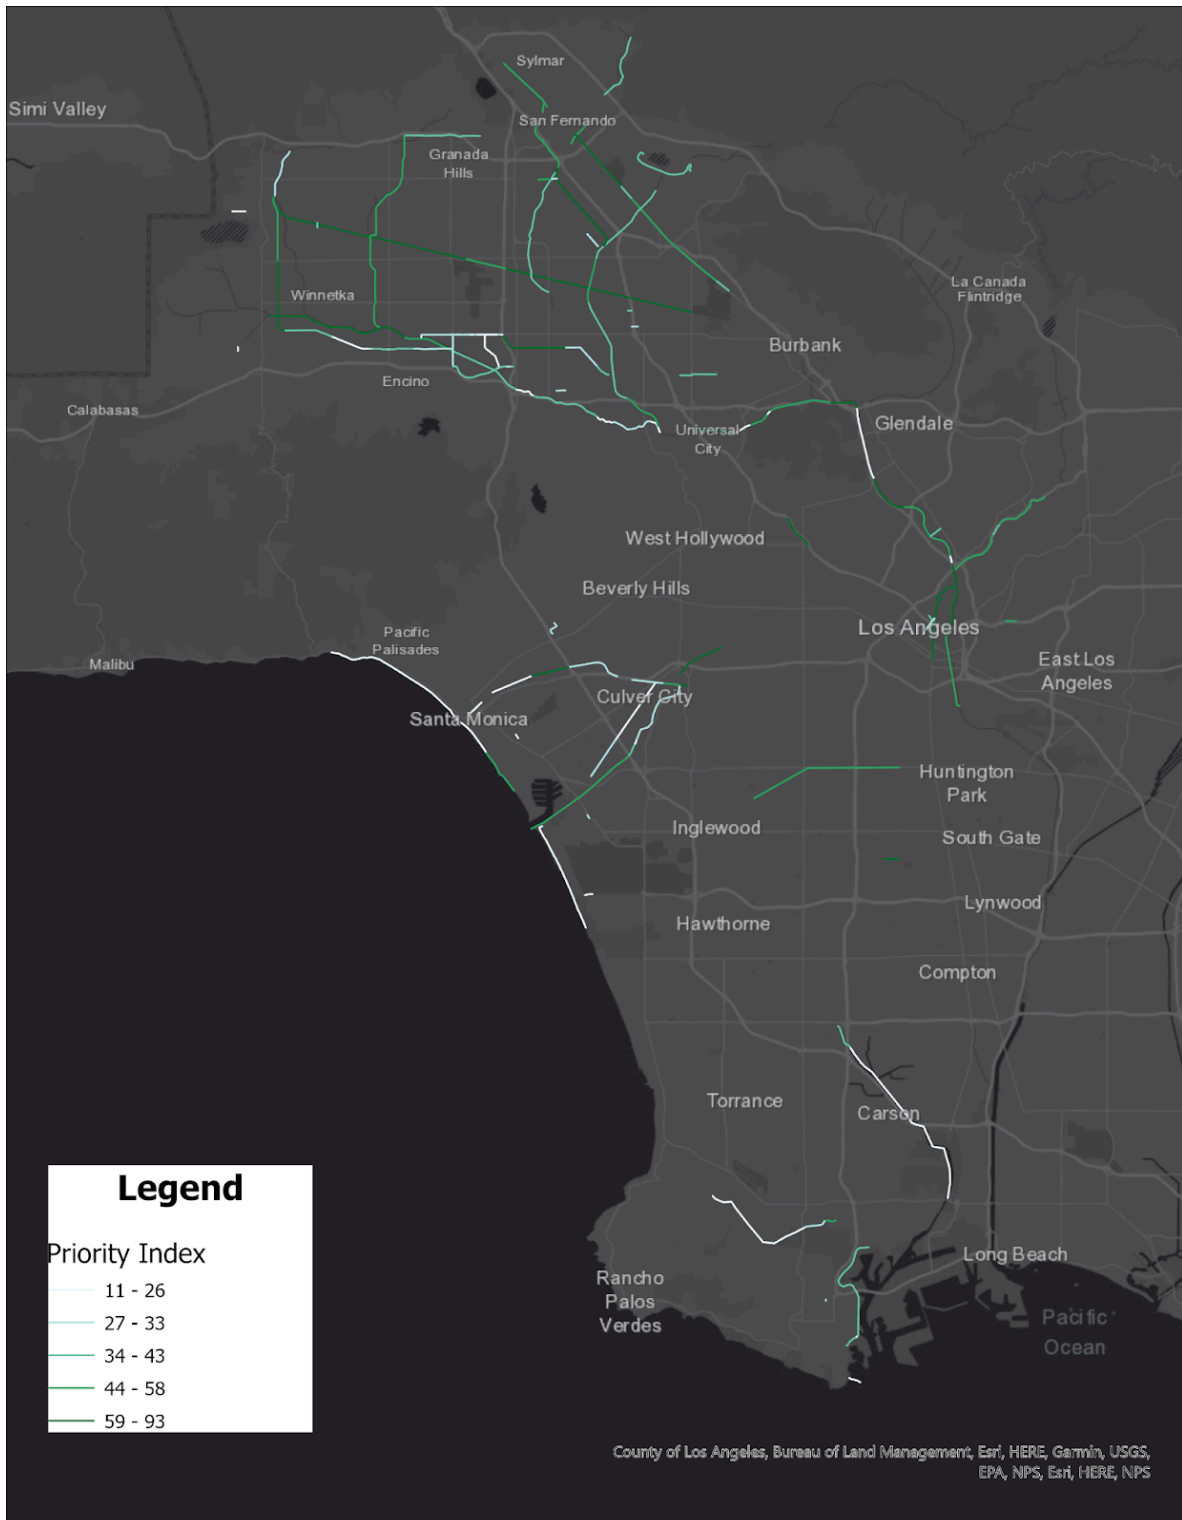 Sylmar
Simi Valley
San Fernando
Granada
Hills
La Canada
Flintridge
Winnetka
Burbank
Encino
Calabasas
Glendale
Universal
City
West Hollywood
Beverly Hills
Los Angeles
Pacific
Palisades
Malibu
East Los
Angeles
Culver City
Santa Monica
Huntington
Park
Inglewood
South Gate
Lynwood
Hawthorne
Compton
Torrance
Carson
Long Beach
Rancho
Palos
Verdes
Pacific
Ocean
Legend
Priority Index
11 - 26
27 - 33
34 - 43
44 - 58
59 - 93
County of Los Angeles, Bureau of Land Management, Esri, HERE, Garmin, USGS,
EPA, NPS, Esri, HERE, NPS